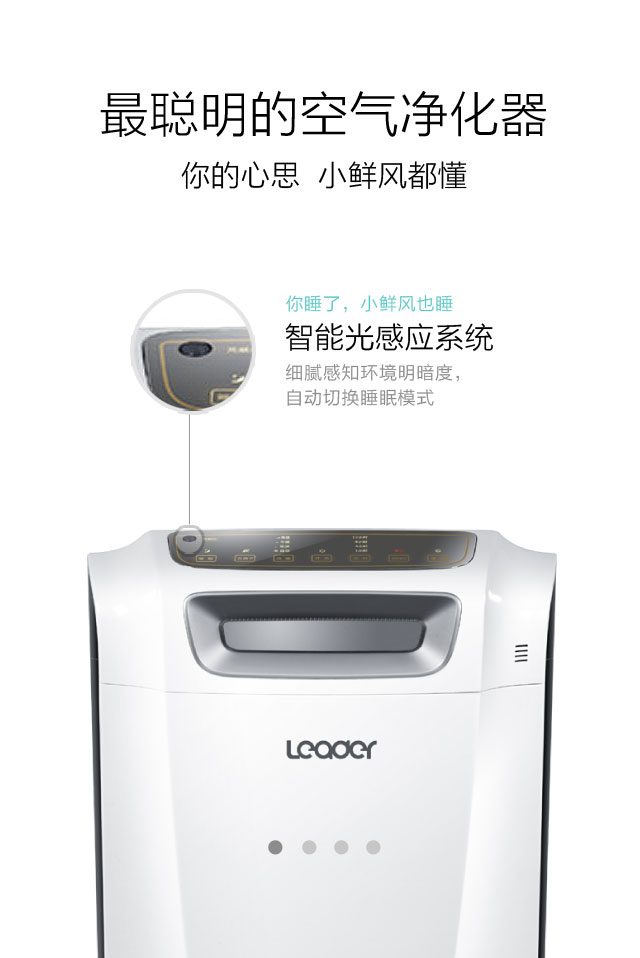 最聪明的空气净化器
你的心思 小鲜风都懂
你睡了，小鲜风也睡
智能光感应系统
细腻感知环境明暗度，
自动切换睡眠模式
Leader